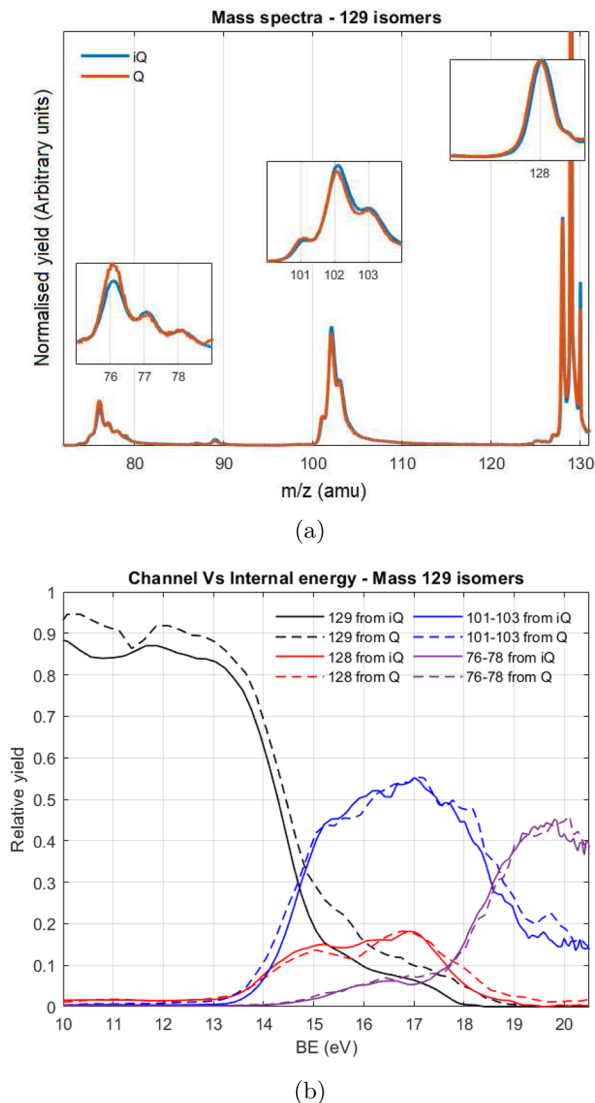 Mass spectra - 129 isomers
iQ
Q
128
101 102 103
76 77 78
Normalised yield (Arbitrary units)
80 90 100 110 120 130
m/z (amu)
(a)
Channel Vs Internal energy - Mass 129 isomers
129 from iQ 101-103 from iQ
129 from Q 101-103 from Q
128 from iQ 76-78 from iQ
128 from Q 76-78 from Q
1
0.9
0.8
0.7
0.6
0.5
0.4
0.3
0.2
0.1
0
Relative yield
10 11 12 13 14 15 16 17 18 19 20
BE (eV)
(b)